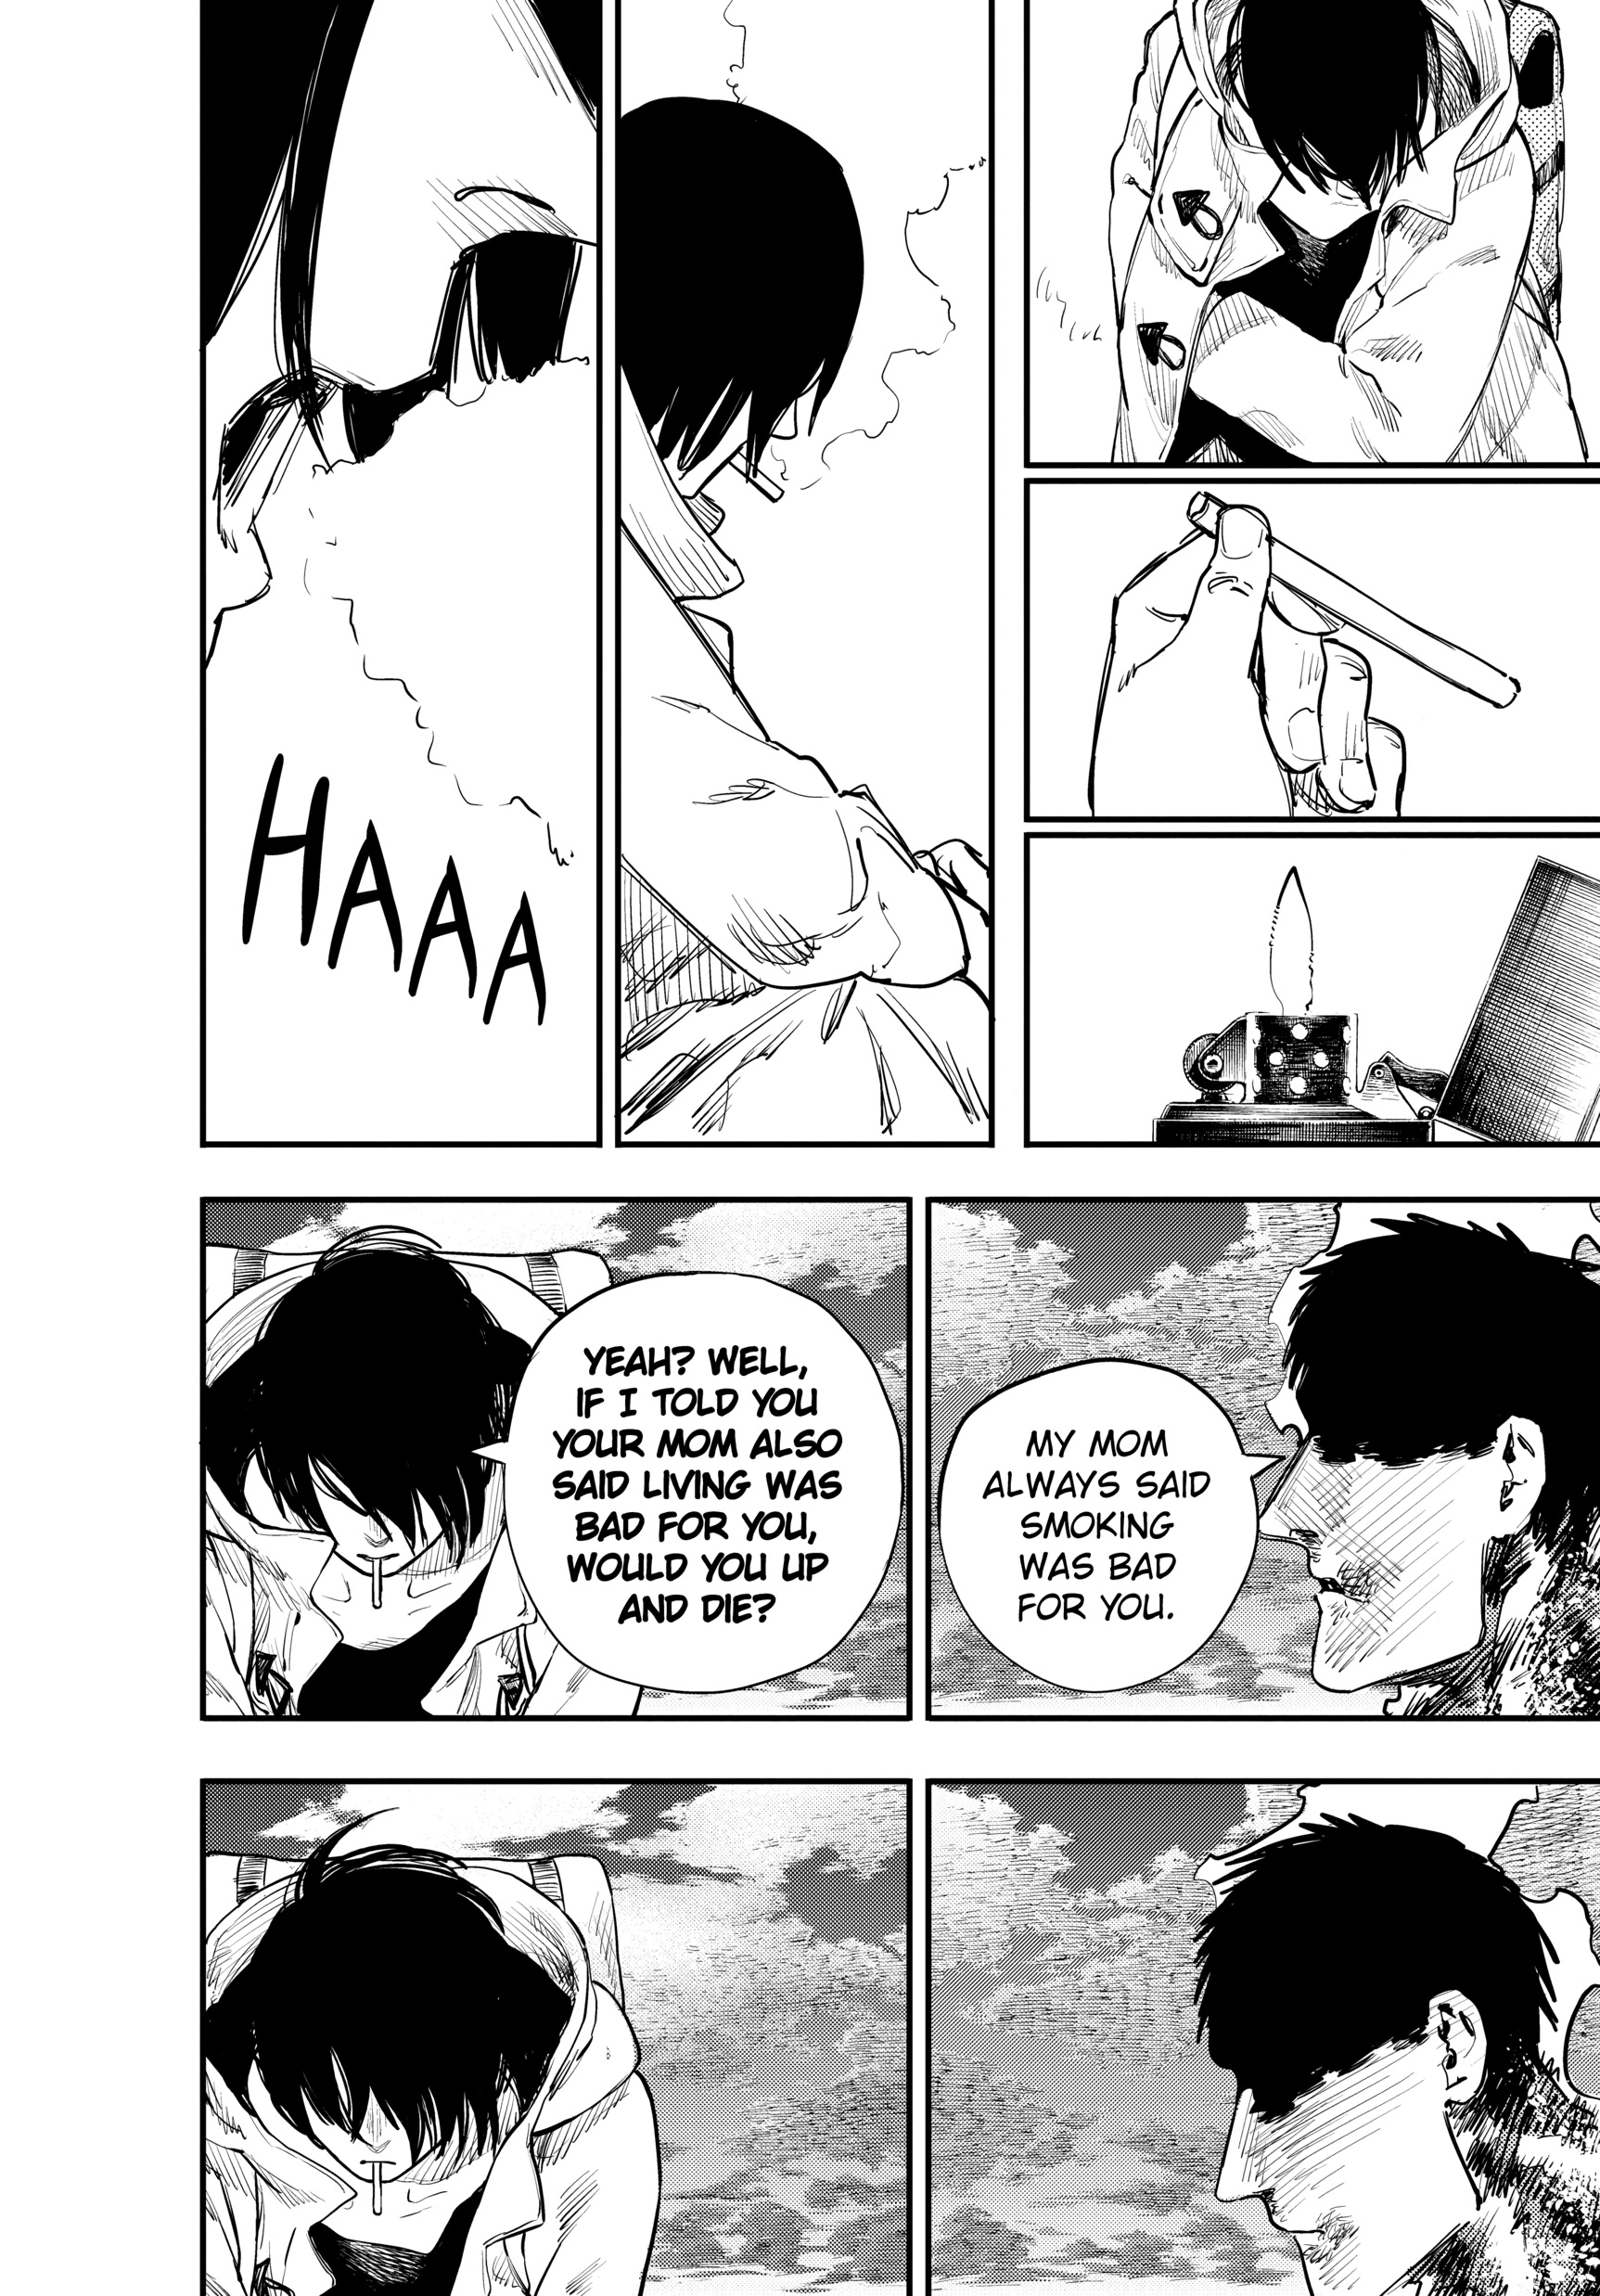 HAAA
MY MOM
ALWAYS SAID
SMOKING
WAS BAD
FOR YOU.
YEAH? WELL,
IF I TOLD YOU
YOUR MOM ALSO
SAID LIVING WAS
BAD FOR YOU,
WOULD YOU UP
AND DIE?